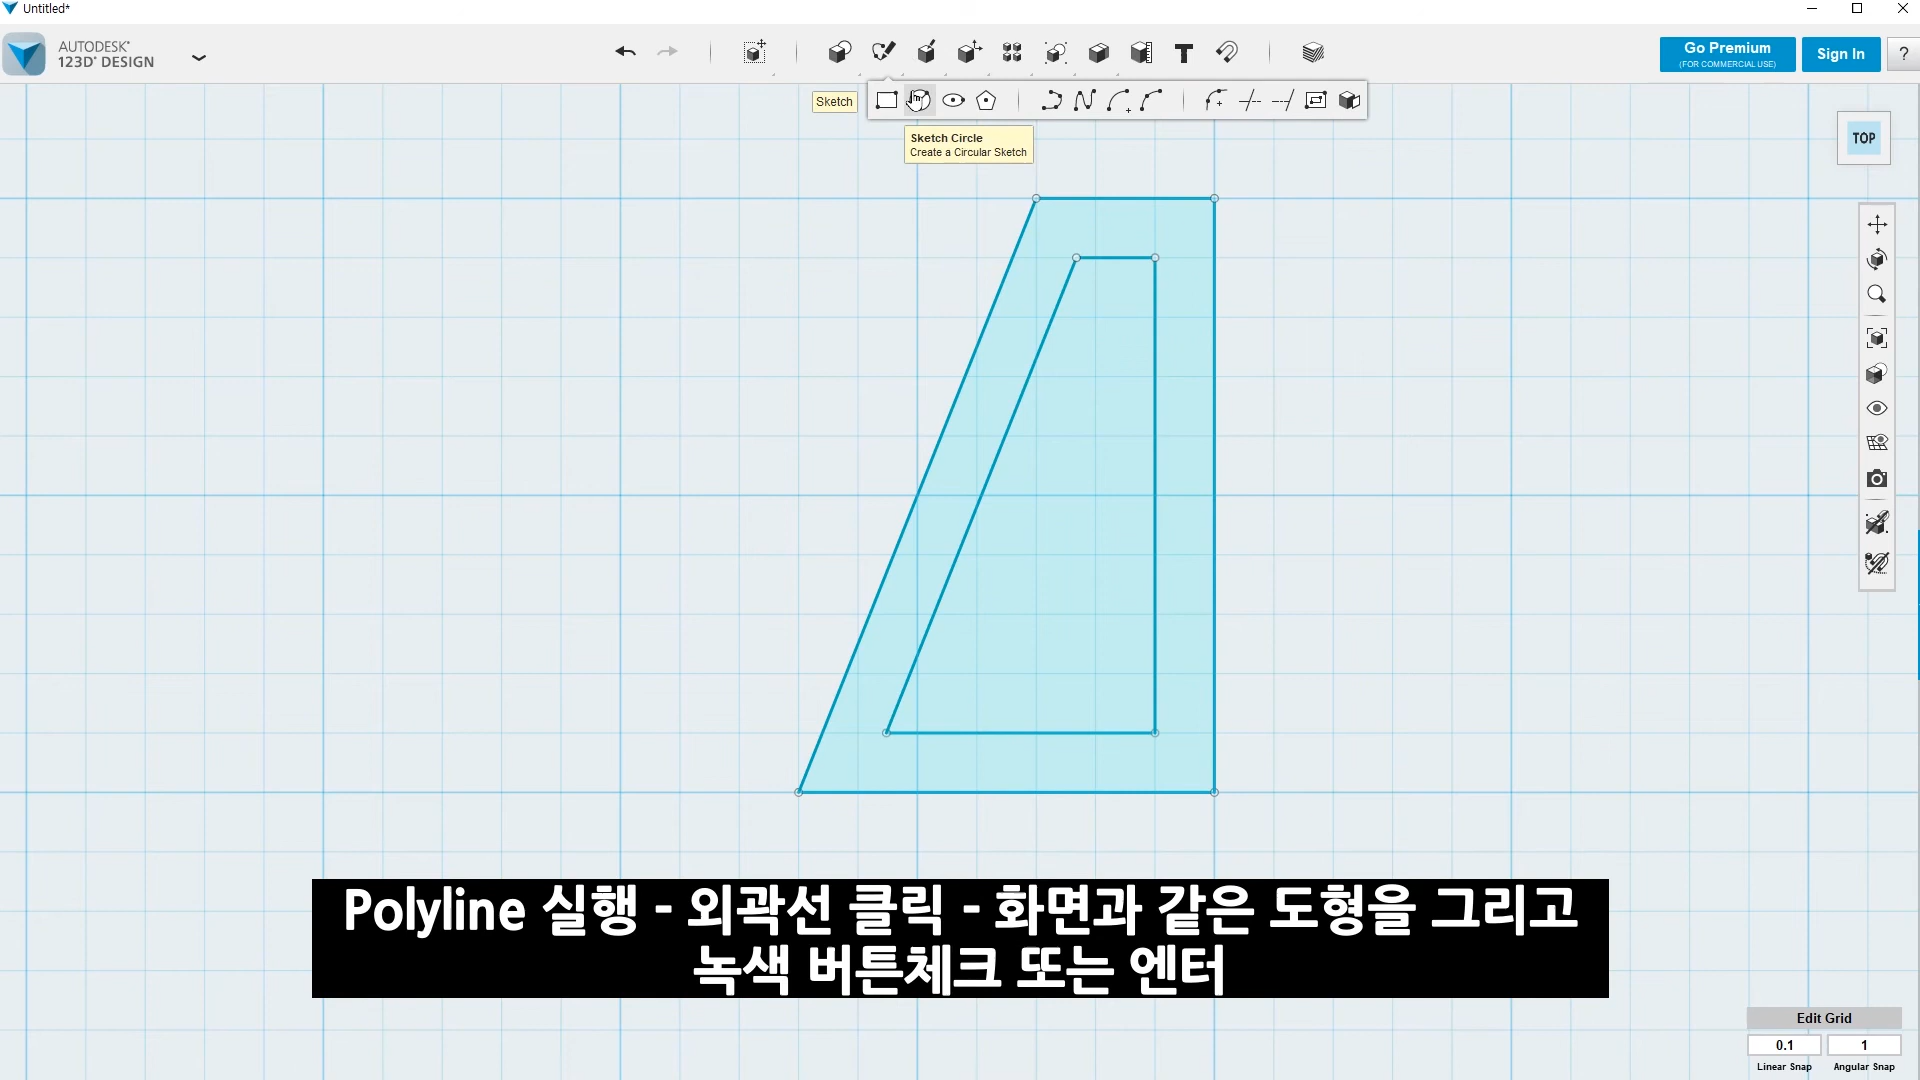 Untitled*
AUTODESK®
123D® DESIGN
Go Premium
(FOR COMMERCIAL USE)
Sign In
?
Sketch
Sketch Circle
Create a Circular Sketch
TOP
Polyline 실행 - 외곽선 클릭 - 화면과 같은 도형을 그리고
녹색 버튼체크 또는 엔터
Edit Grid
0.1 1
Linear Snap Angular Snap